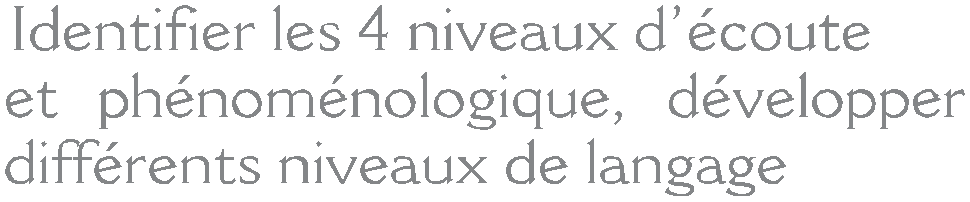 Identifier les 4 niveaux d’écoute
et phénoménologique, développer
différents niveaux de langage